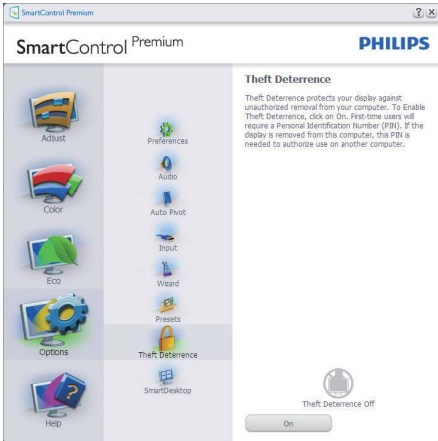 SmartControl Premium
SmartControl Premium
PHILIPS
Adjust
Color
Eco
Options
Help
Preferences
Audio
Auto Pivot
Input
Wizard
Presets
Theft Deterrence
SmartDesktop
Theft Deterrence
Theft Deterrence protects your display against
unauthorized removal from your computer. To Enable
Theft Deterrence, click on On. First-time users will
require a Personal Identification Number (PIN). If the
display is removed from this computer, this PIN is
needed to authorize use on another computer.
Theft Deterrence Off
On